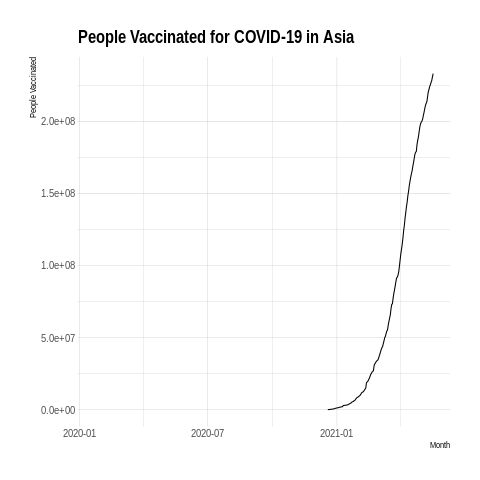 People Vaccinated for COVID-19 in Asia
People Vaccinated
2.0e+08
1.5e+08
1.0e+08
5.0e+07
0.0e+00
2020-01
2020-07
2021-01
Month